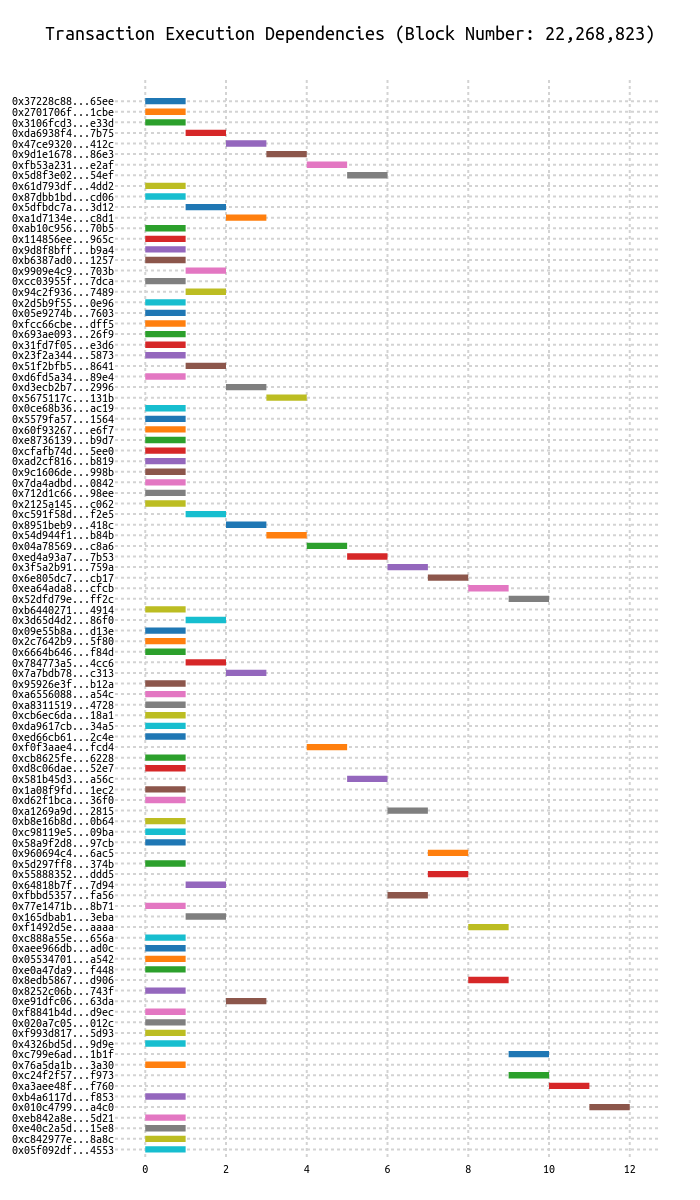 Transaction Execution Dependencies (Block Number: 22,268,823)
0x37228c88...65ee
0x2701706f...1cbe
0x3106fcd3...e33d
0xda6938f4...7b75
0x47ce9320...412c
0x9d1e1678...86e3
0xfb53a231...e2af
0x5d8f3e02...54ef
0x61d793df...4dd2
0x87dbb1bd...cd06
0x5dfbdc7a...3d12
0xa1d7134e...c8d1
0xab10c956...70b5
0x114856ee...965c
0x9d8f8bff...b9a4
0xb6387ad0...1257
0x9909e4c9...703b
0xcc03955f...7dca
0x94c2f936...7489
0x2d5b9f55...0e96
0x05e9274b...7603
0xfcc66cbe...dff5
0x693ae093...26f9
0x31fd7f05...e3d6
0x23f2a344...5873
0x51f2bfb5...8641
0xd6fd5a34...89e4
0xd3ecb2b7...2996
0x5675117c...131b
0x0ce68b36...ac19
0x5579fa57...1564
0x60f93267...e6f7
0xe8736139...b9d7
0xcfafb74d...5ee0
0xad2cf816...b819
0x9c1606de...998b
0x7da4adbd...0842
0x712d1c66...98ee
0x2125a145...c062
0xc591f58d...f2e5
0x8951beb9...418c
0x54d944f1...b84b
0x04a78569...c8a6
0xed4a93a7...7b53
0x3f5a2b91...759a
0x6e805dc7...cb17
0xea64ada8...cfcb
0x52dfd79e...ff2c
0xb6440271...4914
0x3d65d4d2...86f0
0x09e55b8a...d13e
0x2c7642b9...5f80
0x6664b646...f84d
0x784773a5...4cc6
0x7a7bdb78...c313
0x95926e3f...b12a
0xa6556088...a54c
0xa8311519...4728
0xcb6ec6da...18a1
0xda9617cb...34a5
0xed66cb61...2c4e
0xf0f3aae4...fcd4
0xcb8625fe...6228
0xd8c06dae...52e7
0x581b45d3...a56c
0x1a08f9fd...1ec2
0xd62f1bca...36f0
0xa1269a9d...2815
0xb8e16b8d...0b64
0xc98119e5...09ba
0x58a9f2d8...97cb
0x960694c4...6ac5
0x5d297ff8...374b
0x55888352...ddd5
0x64818b7f...7d94
0xfbbd5357...fa56
0x77e1471b...8b71
0x165dbab1...3eba
0xf1492d5e...aaaa
0xc888a55e...656a
0xaee966db...ad0c
0x05534701...a542
0xe0a47da9...f448
0x8edb5867...d906
0x8252c06b...743f
0xe91dfc06...63da
0xf8841b4d...d9ec
0x020a7c05...012c
0xf993d817...5d93
0x4326bd5d...9d9e
0xc799e6ad...1b1f
0x76a5da1b...3a30
0xc24f2f57...f973
0xa3aee48f...f760
0xb4a6117d...f853
0x010c4799...a4c0
0xeb842a8e...5d21
0xe40c2a5d...15e8
0xc842977e...8a8c
0x05f092df...4553
0 2 4 6 8 10 12